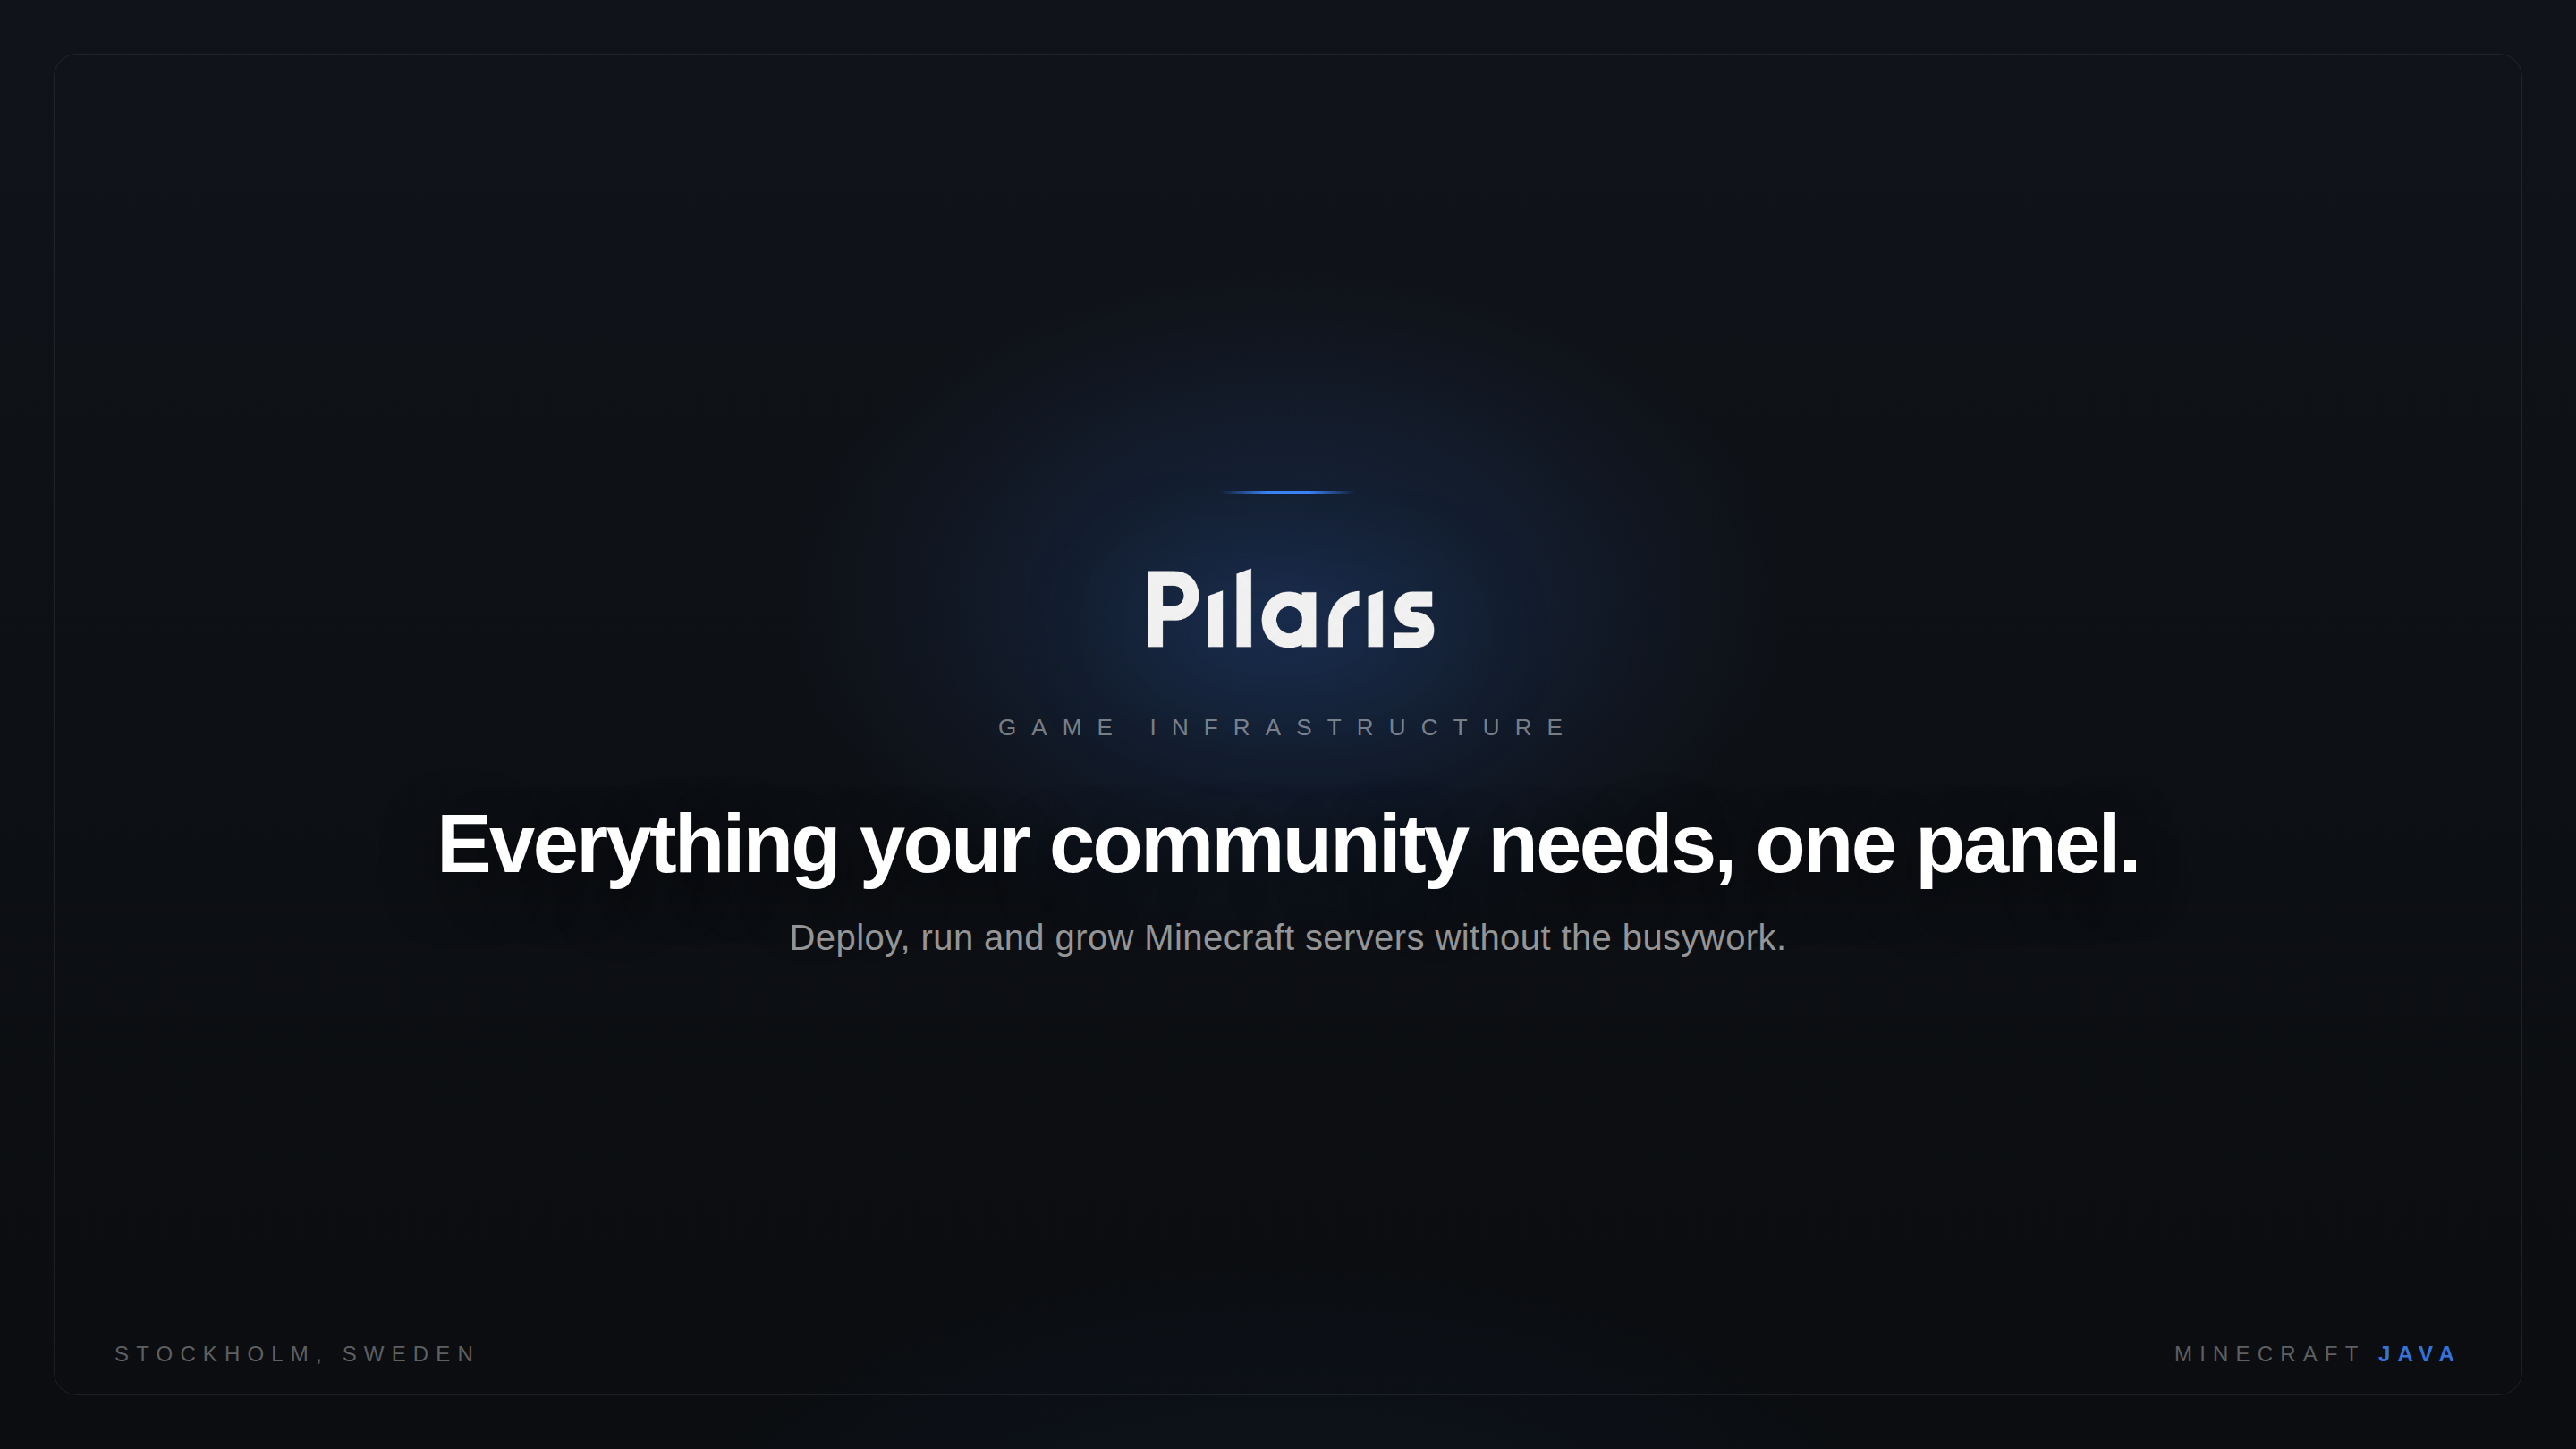 Pilaris
GAME INFRASTRUCTURE
Everything your community needs, one panel.
Deploy, run and grow Minecraft servers without the busywork.
STOCKHOLM, SWEDEN
MINECRAFT JAVA